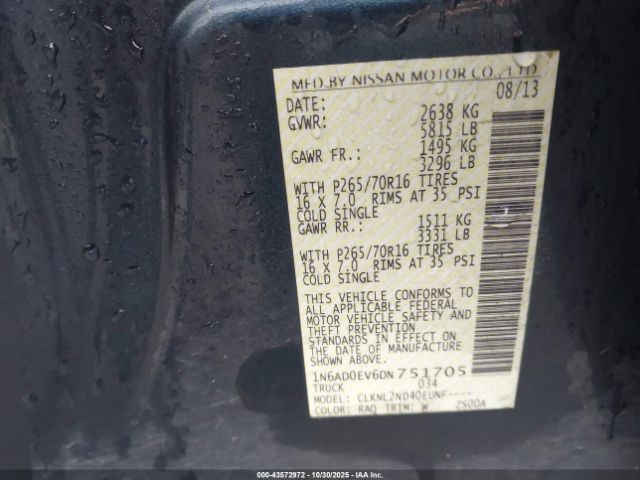 MFD.BY NISSAN MOTOR CO.,LTD.
DATE: 08/13
GVWR: 2638 KG
5815 LB
GAWR FR.: 1495 KG
3296 LB
WITH P265/70R16 TIRES
16 X 7.0 RIMS AT 35 PSI
COLD SINGLE
GAWR RR.: 1511 KG
3331 LB
WITH P265/70R16 TIRES
16 X 7.0 RIMS AT 35 PSI
COLD SINGLE
THIS VEHICLE CONFORMS TO
ALL APPLICABLE FEDERAL
MOTOR VEHICLE SAFETY AND
THEFT PREVENTION
STANDARDS IN EFFECT ON
THE DATE OF MANUFACTURE
SHOWN ABOVE.
1N6AD0EV6DN751705
TRUCK 034
MODEL: CLKNL2ND40EUNF----
COLOR: RAQ TRIM: W 2S00A
000-43572972 | 10/30/2025 - IAAI.COM